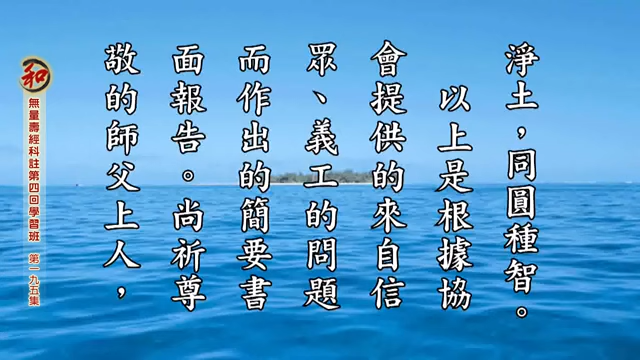 淨土，同圓種智。
以上是根據協
會提供的來自信
眾、義工的問題
而作出的簡要書
面報告。尚祈尊
敬的師父上人，
和
無量壽經科註第四回學習班 第一九五集